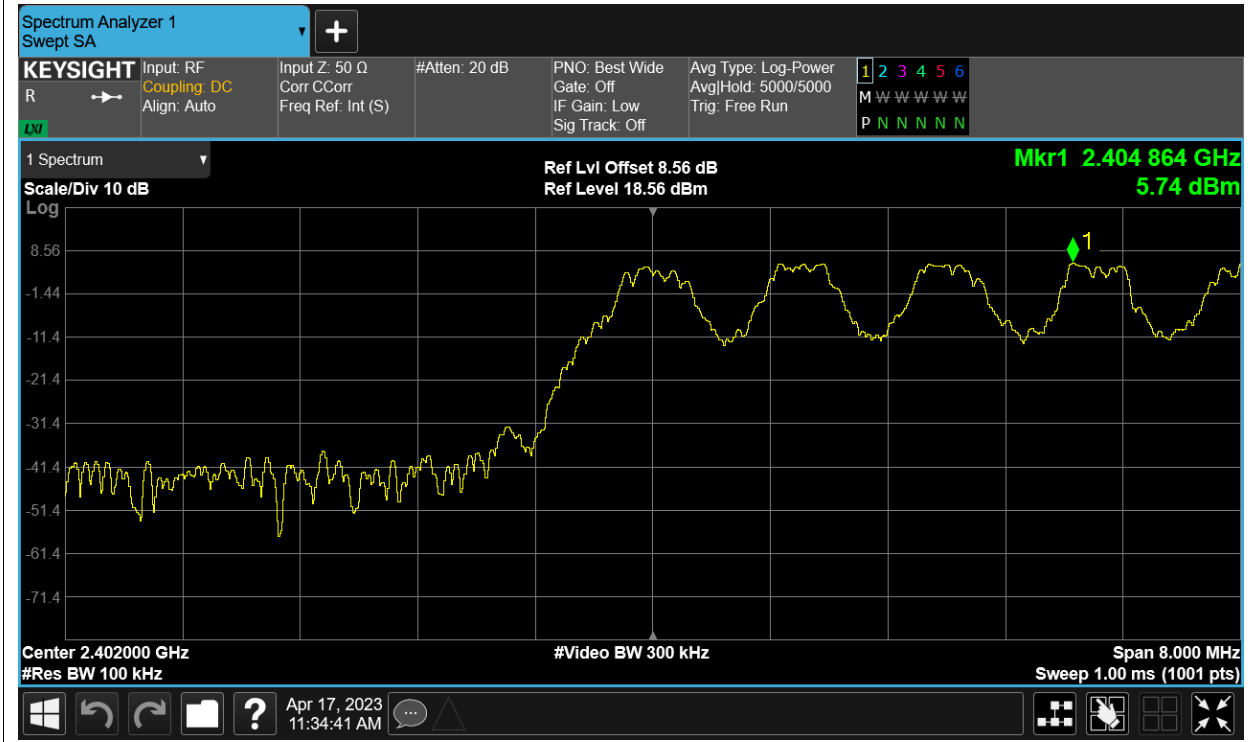 Spectrum Analyzer 1
Swept SA
KEYSIGHT
R
LXI
Input: RF
Coupling: DC
Align: Auto
Input Z: 50 Ω
Corr CCorr
Freq Ref: Int (S)
#Atten: 20 dB
PNO: Best Wide
Gate: Off
IF Gain: Low
Sig Track: Off
Avg Type: Log-Power
Avg|Hold: 5000/5000
Trig: Free Run
1 2 3 4 5 6
M W W W W W
P N N N N N
1 Spectrum
Scale/Div 10 dB
Log
Ref Lvl Offset 8.56 dB
Ref Level 18.56 dBm
Mkr1 2.404 864 GHz
5.74 dBm
1
8.56
-1.44
-11.4
-21.4
-31.4
-41.4
-51.4
-61.4
-71.4
Center 2.402000 GHz
#Res BW 100 kHz
#Video BW 300 kHz
Span 8.000 MHz
Sweep 1.00 ms (1001 pts)
?
Apr 17, 2023
11:34:41 AM